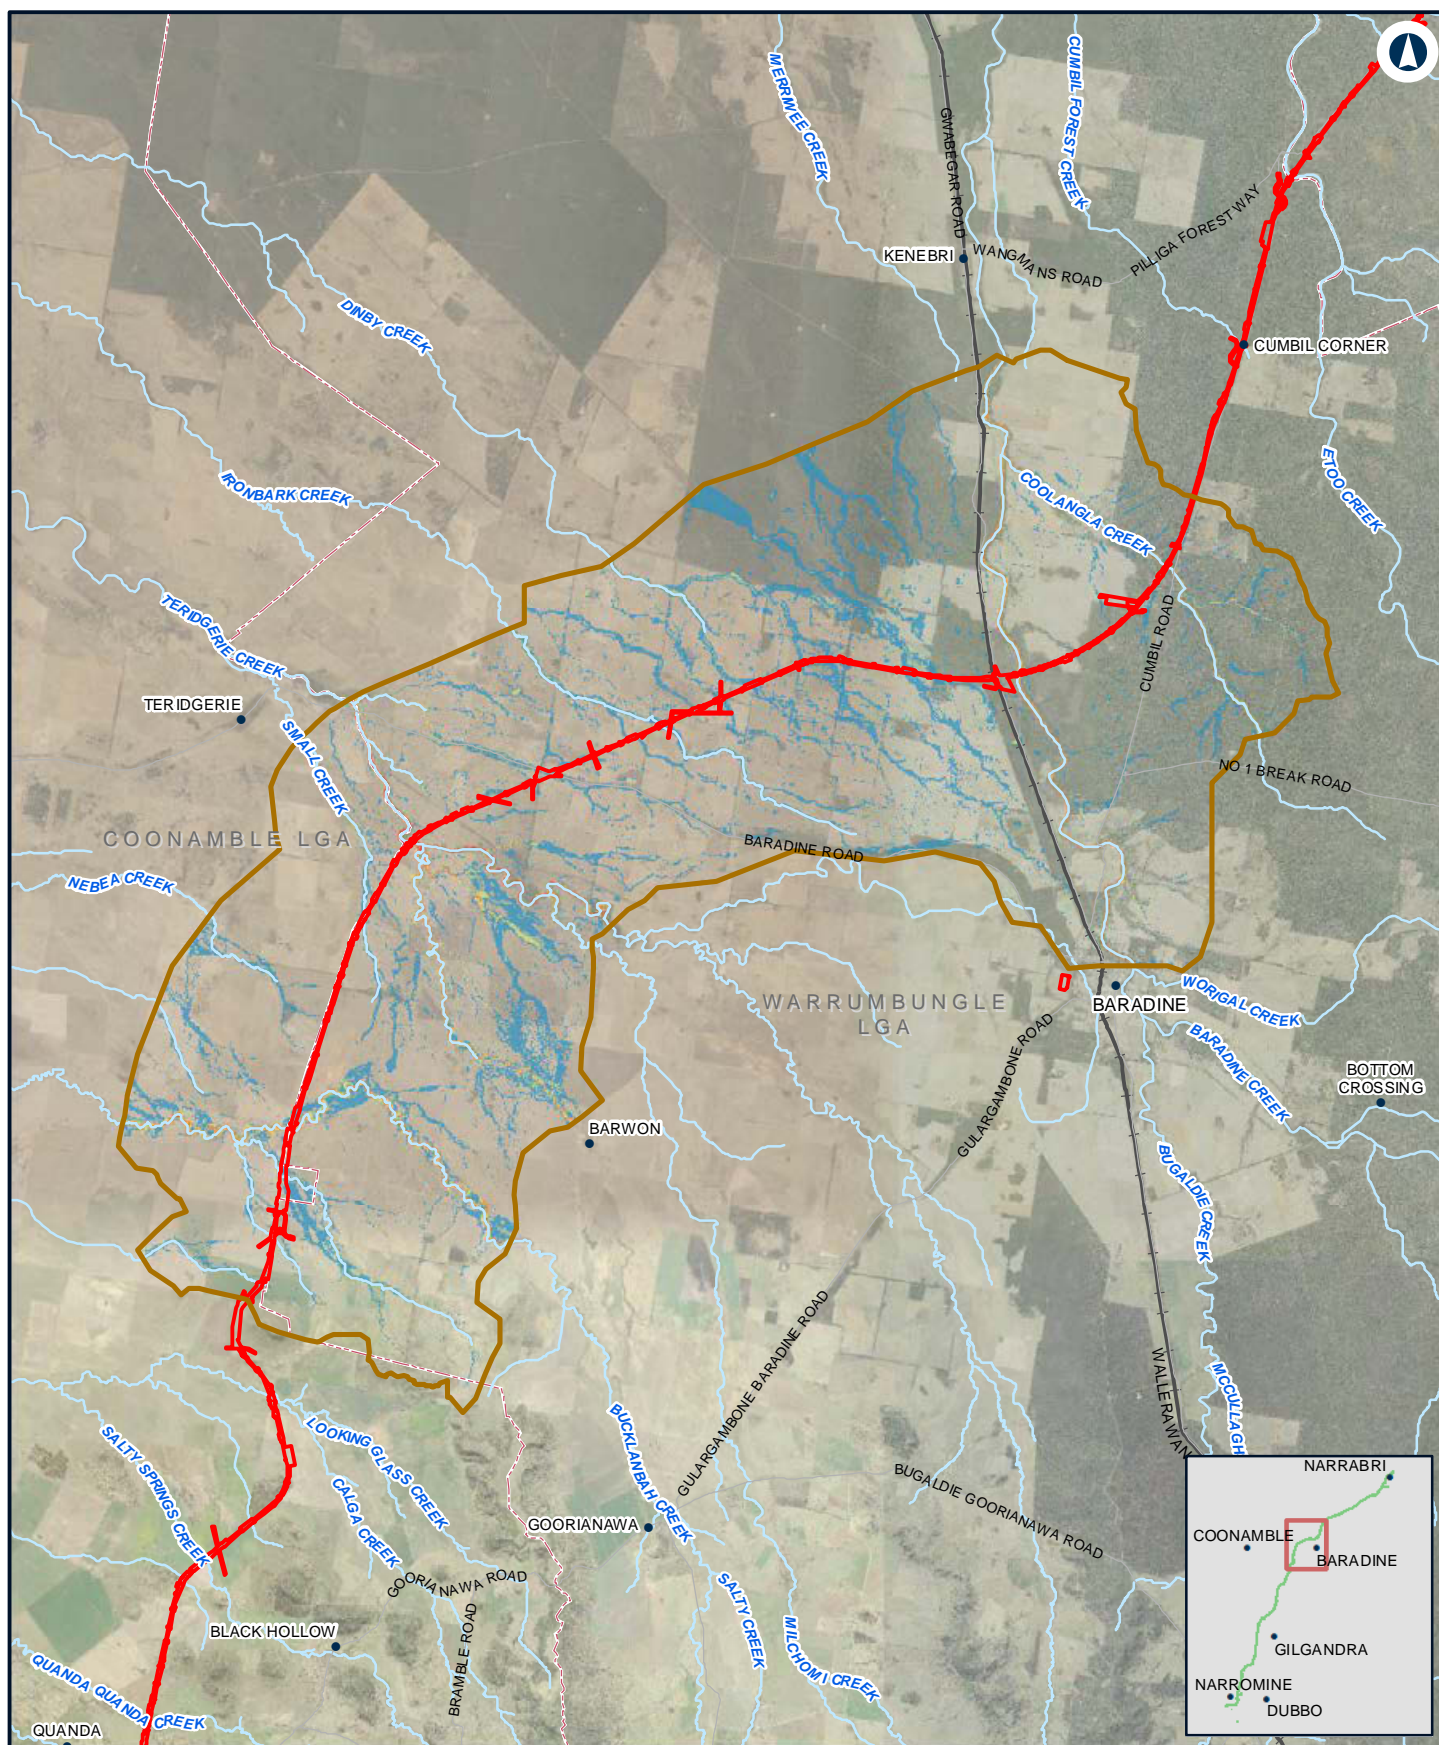 MERRIWEE CREEK
CUMBIL FOREST CREEK
GWABEGAR ROAD
PILLIGA FOREST WAY
KENEBRI
WANGMANS ROAD
DINBY CREEK
CUMBIL CORNER
IRONBARK CREEK
COOLANGLA CREEK
ETOO CREEK
TERIDGERIE CREEK
CUMBIL ROAD
TERIDGERIE
SMALL CREEK
NO 1 BREAK ROAD
COONAMBLE LGA
BARADINE ROAD
NEBEA CREEK
WARRUMBUNGLE
LGA
WORIGAL CREEK
BARADINE
BARADINE CREEK
GULARGAMBONE ROAD
BOTTOM
CROSSING
BARWON
BUGALDIE CREEK
GULARGAMBONE BARADINE ROAD
WALLERAWAN
MCCULLAGH
LOOKING GLASS CREEK
SALTY SPRINGS CREEK
CALGA CREEK
BUCKLANBAH CREEK
BUGALDIE GOORIANAWA ROAD
GOORIANAWA
GOORIANAWA ROAD
SALTY CREEK
MILCHOMI CREEK
BRAMBLE ROAD
BLACK HOLLOW
QUANDA QUANDA CREEK
QUANDA
NARRABRI
COONAMBLE
BARADINE
GILGANDRA
NARROMINE
DUBBO